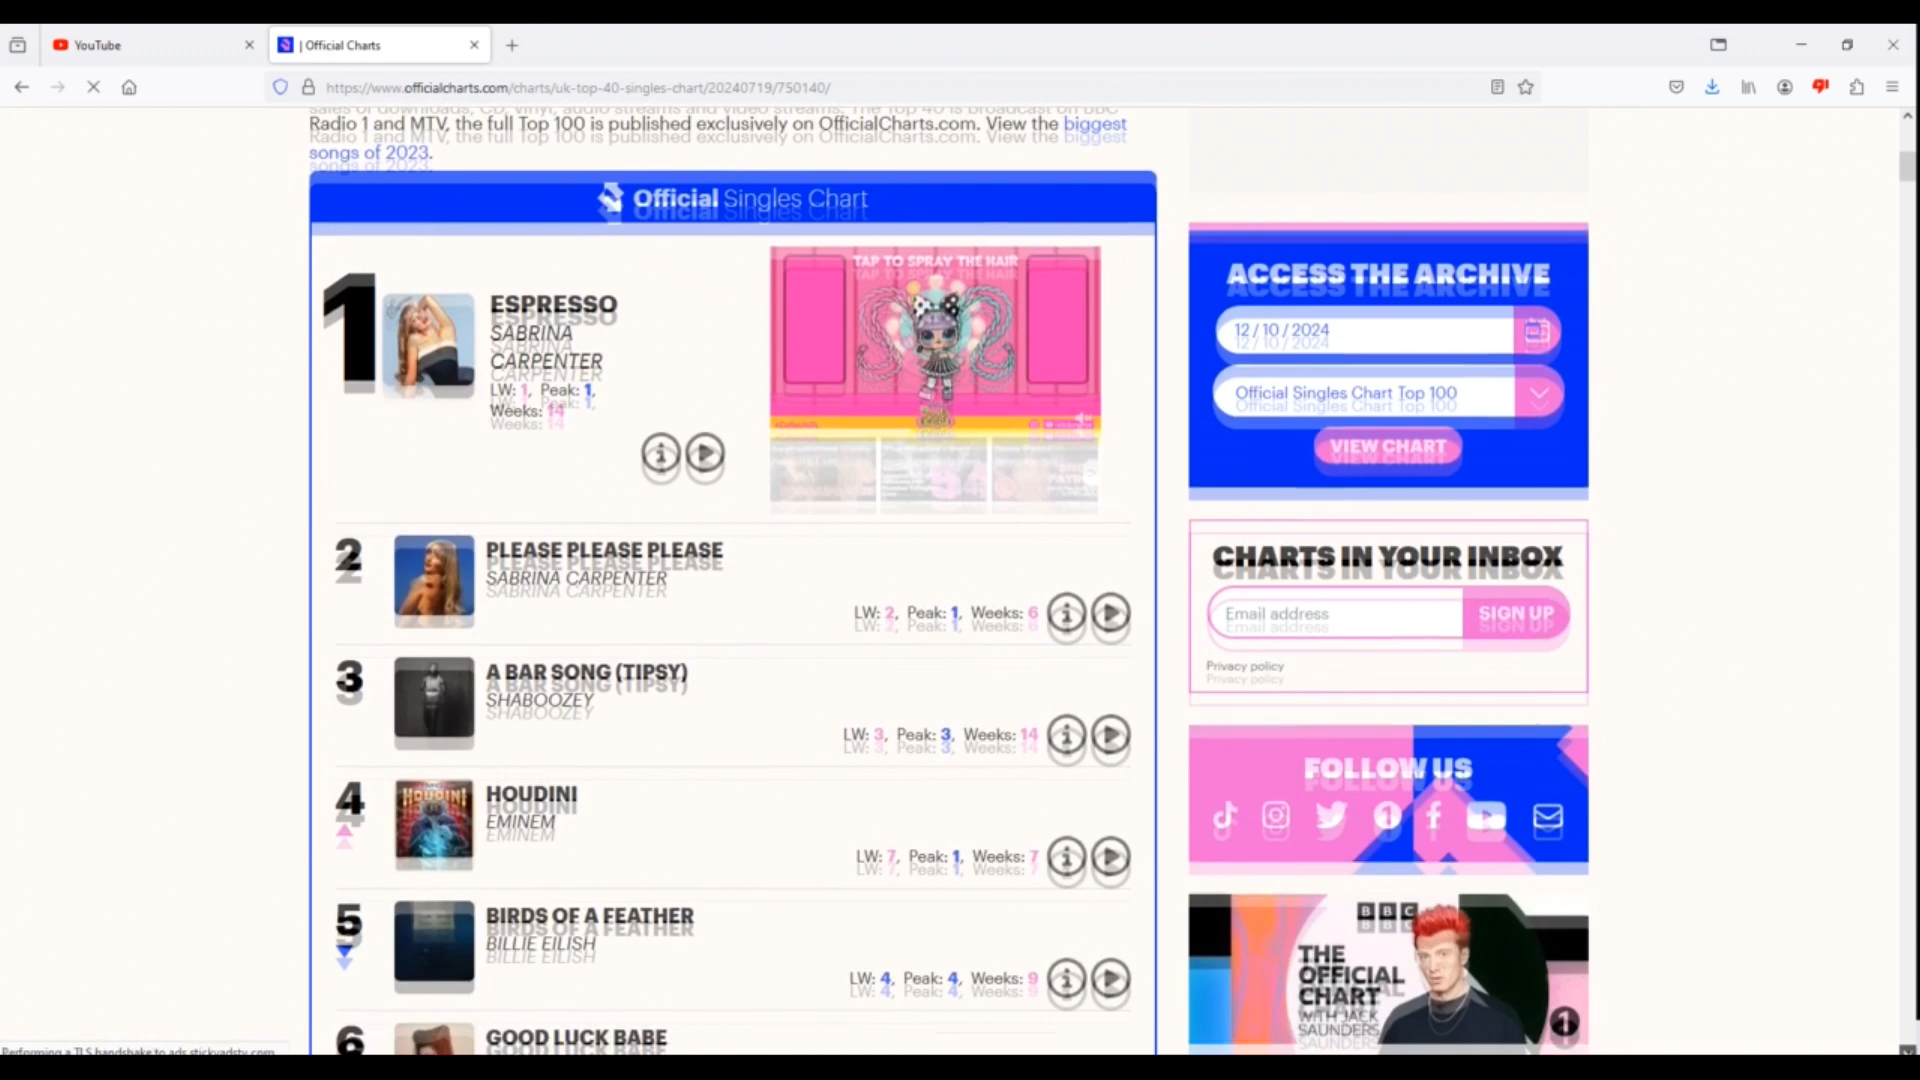 YouTube
| Official Charts
https://www.officialcharts.com/charts/uk-top-40-singles-chart/20240719/750140/
sales of downloads, CD, vinyl, audio streams and video streams. The Top 40 is broadcast on BBC
Radio 1 and MTV, the full Top 100 is published exclusively on OfficialCharts.com. View the biggest
songs of 2023.
Official Singles Chart
1
ESPRESSO
SABRINA
CARPENTER
LW: 1, Peak: 1,
Weeks: 14
TAP TO SPRAY THE HAIR
2
PLEASE PLEASE PLEASE
SABRINA CARPENTER
LW: 2, Peak: 1, Weeks: 6
3
A BAR SONG (TIPSY)
SHABOOZEY
LW: 3, Peak: 3, Weeks: 14
4
HOUDINI
HOUDINI
EMINEM
LW: 7, Peak: 1, Weeks: 7
5
BIRDS OF A FEATHER
BILLIE EILISH
LW: 4, Peak: 4, Weeks: 9
6
GOOD LUCK BABE
ACCESS THE ARCHIVE
12 / 10 / 2024
Official Singles Chart Top 100
VIEW CHART
CHARTS IN YOUR INBOX
Email address
SIGN UP
Privacy policy
FOLLOW US
BBC
THE
OFFICIAL
CHART
WITH JACK
SAUNDERS
Performing a TLS handshake to ads.stickyadstv.com